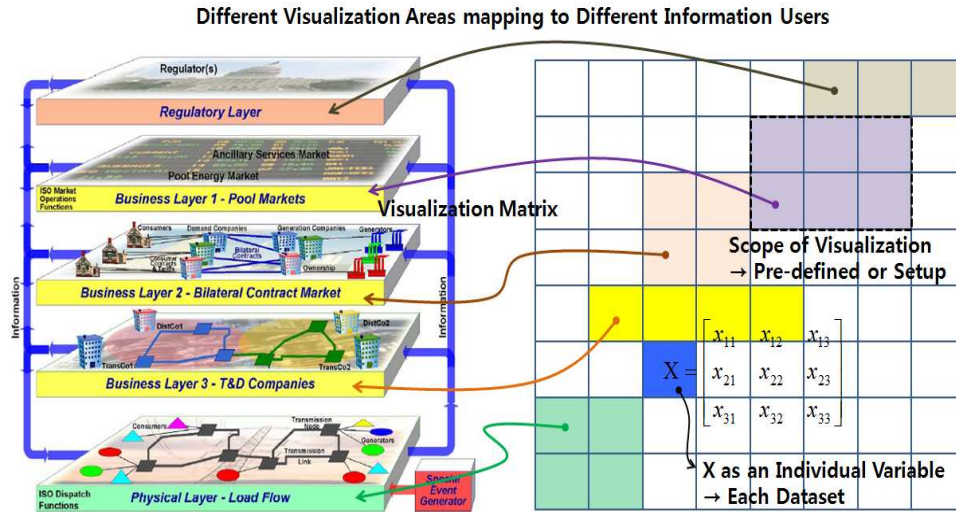 Different Visualization Areas mapping to Different Information Users
Regulator(s)
Regulatory Layer
Ancillary Services Market
Pool Energy Market
ISO Market
Operations
Functions
Business Layer 1 - Pool Markets
Visualization Matrix
Consumers
Demand Companies
Generation Companies
Generators
Bilateral
Contracts
Consumer
Contracts
& Tariffs
Ownership
Business Layer 2 - Bilateral Contract Market
Scope of Visualization
→ Pre-defined or Setup
Information
Information
DistCo1
DistCo2
TransCo1
TransCo2
Business Layer 3 - T&D Companies
X = [ x11 x12 x13
x21 x22 x23
x31 x32 x33 ]
Consumers
Transmission
Node
Generators
Transmission
Link
ISO Dispatch
Functions
Physical Layer - Load Flow
Special
Event
Generator
X as an Individual Variable
→ Each Dataset